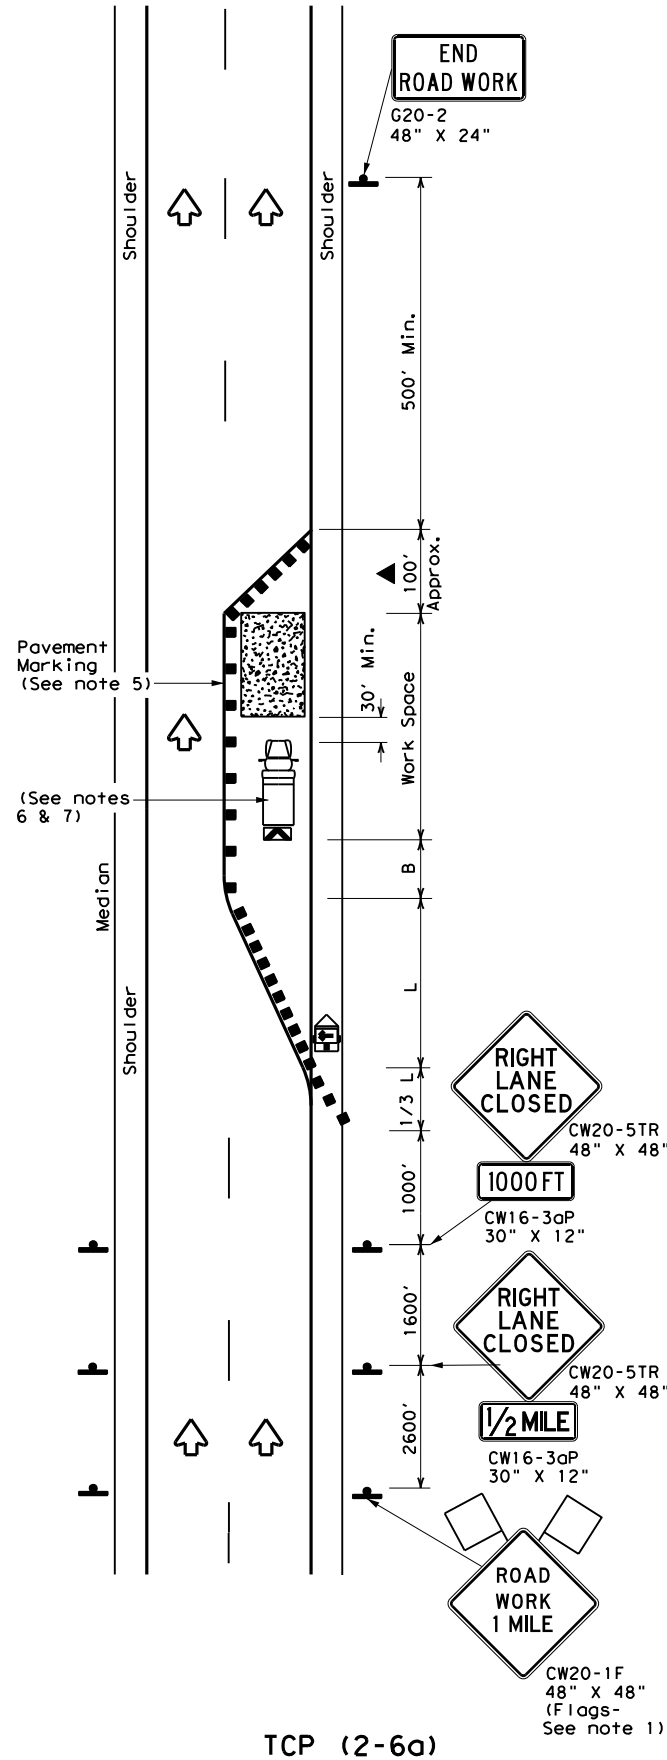 END
ROAD WORK
G20-2
48" X 24"
Shoulder
Shoulder
500' Min.
100'
Approx.
Pavement
Marking
(See note 5)
30' Min.
Work Space
(See notes
6 & 7)
B
Median
L
Shoulder
1/3 L
RIGHT
LANE
CLOSED
CW20-5TR
48" X 48"
1000 FT
CW16-3aP
30" X 12"
1000'
1600'
RIGHT
LANE
CLOSED
CW20-5TR
48" X 48"
1/2 MILE
CW16-3aP
30" X 12"
2600'
ROAD
WORK
1 MILE
CW20-1F
48" X 48"
(Flags-
See note 1)
TCP (2-6a)